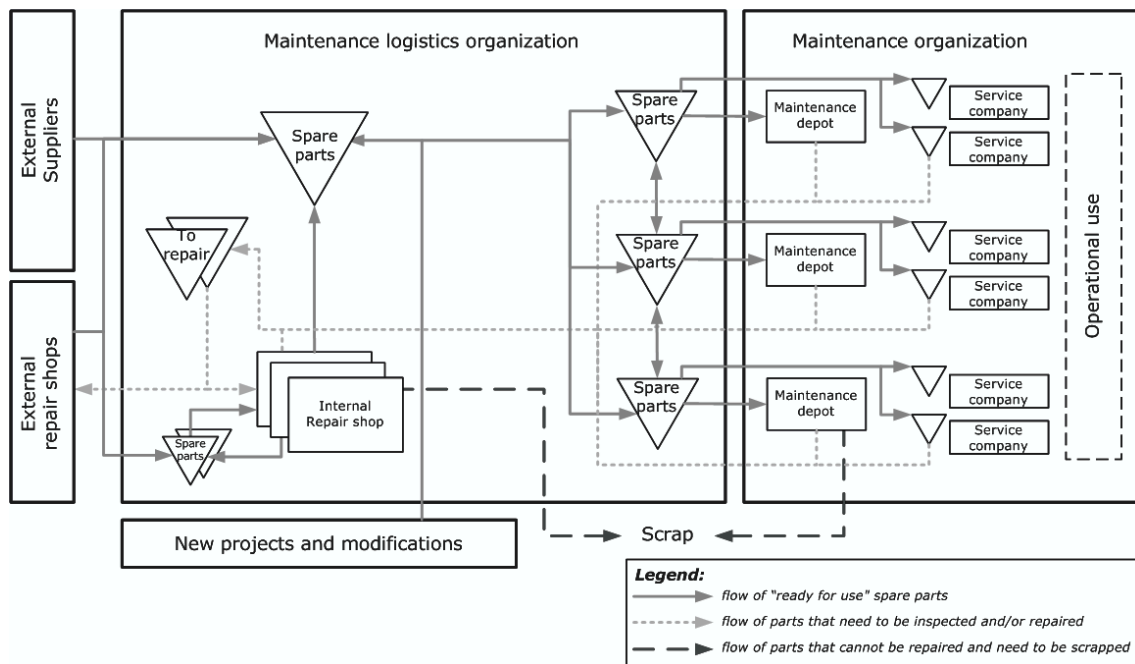 External
Suppliers
External
repair shops
Maintenance logistics organization
Spare
parts
To
repair
Internal
Repair shop
Spare
parts
Spare
parts
Spare
parts
Spare
parts
New projects and modifications
Maintenance organization
Maintenance
depot
Service
company
Service
company
Maintenance
depot
Service
company
Service
company
Maintenance
depot
Service
company
Service
company
Operational use
Scrap
Legend:
flow of "ready for use" spare parts
flow of parts that need to be inspected and/or repaired
flow of parts that cannot be repaired and need to be scrapped